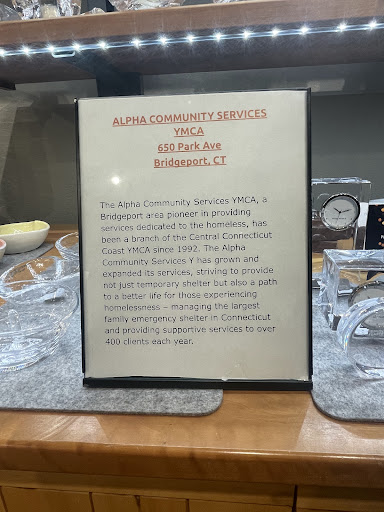 ALPHA COMMUNITY SERVICES
YMCA
650 Park Ave
Bridgeport, CT
The Alpha Community Services YMCA, a
Bridgeport area pioneer in providing
services dedicated to the homeless, has
been a branch of the Central Connecticut
Coast YMCA since 1992. The Alpha
Community Services Y has grown and
expanded its services, striving to provide
not just temporary shelter but also a path
to a better life for those experiencing
homelessness – managing the largest
family emergency shelter in Connecticut
and providing supportive services to over
400 clients each year.